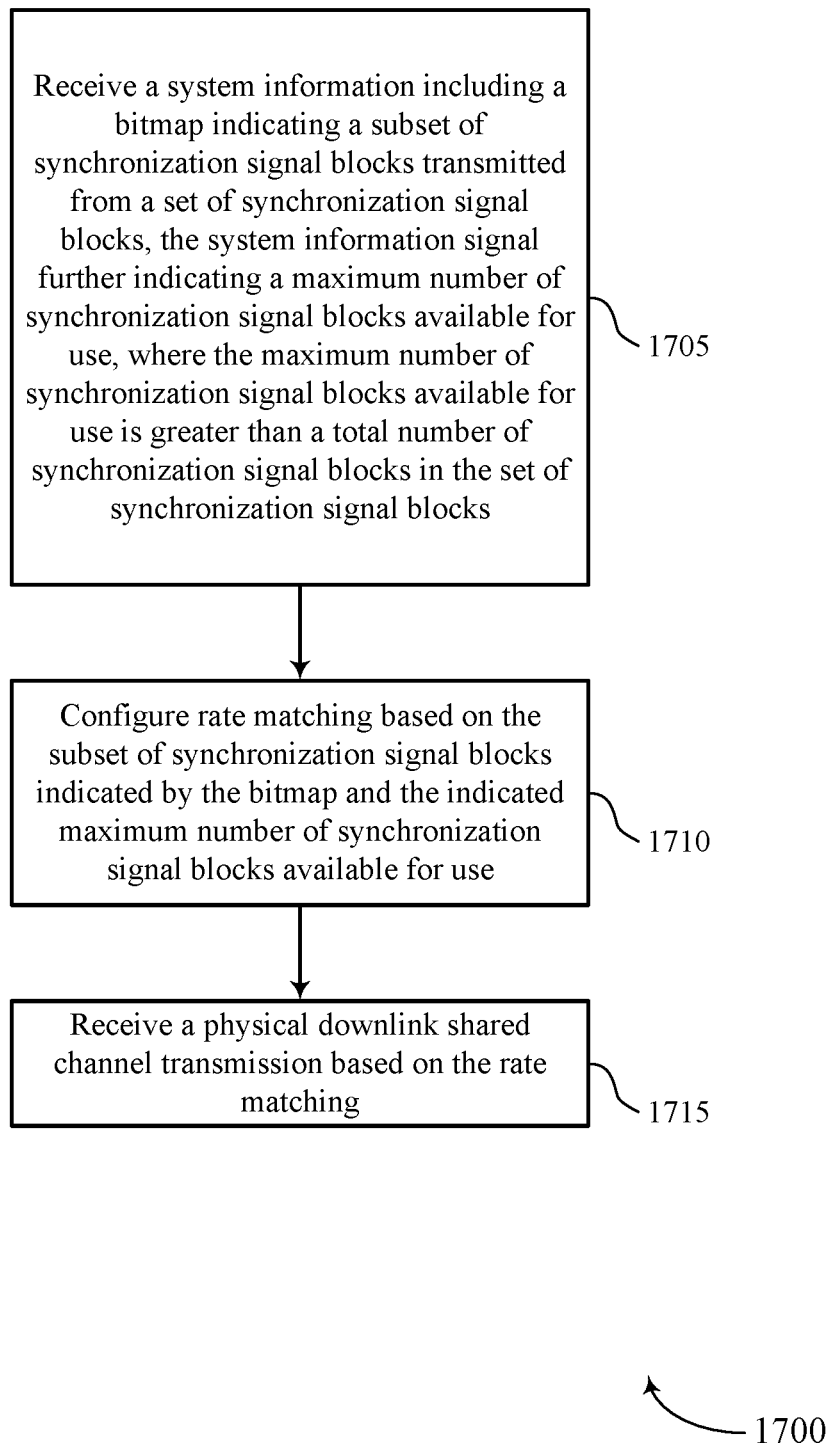 Receive a system information including a
bitmap indicating a subset of
synchronization signal blocks transmitted
from a set of synchronization signal
blocks, the system information signal
further indicating a maximum number of
synchronization signal blocks available for
use, where the maximum number of
synchronization signal blocks available for
use is greater than a total number of
synchronization signal blocks in the set of
synchronization signal blocks
1705
Configure rate matching based on the
subset of synchronization signal blocks
indicated by the bitmap and the indicated
maximum number of synchronization
signal blocks available for use
1710
Receive a physical downlink shared
channel transmission based on the rate
matching
1715
1700